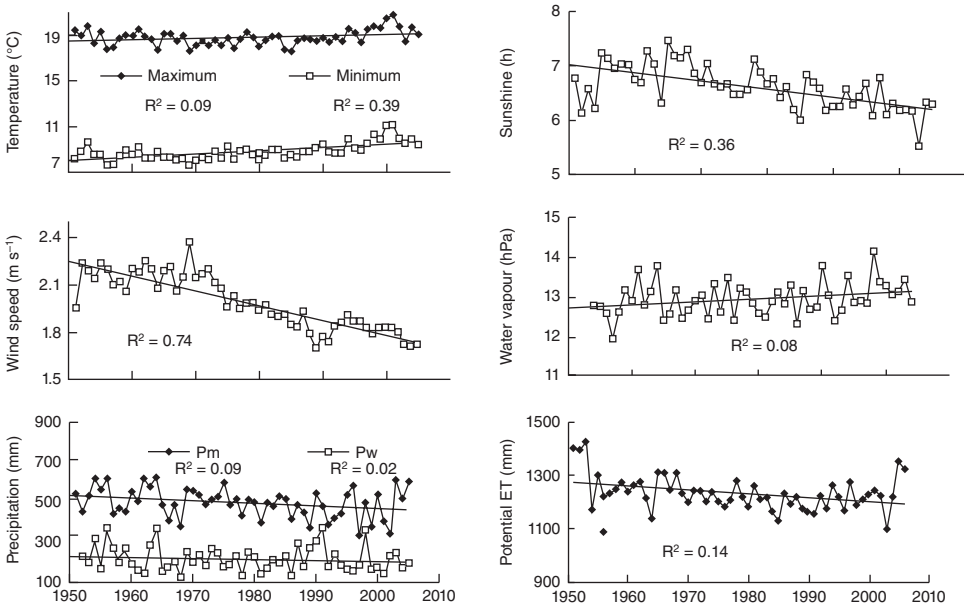 Temperature (°C)
19
15
11
7
Maximum
Minimum
R² = 0.09
R² = 0.39
Sunshine (h)
8
7
6
5
R² = 0.36
Wind speed (m s⁻¹)
2.4
2.1
1.8
1.5
R² = 0.74
Water vapour (hPa)
15
14
13
12
11
R² = 0.08
Precipitation (mm)
900
700
500
300
100
Pm
Pw
R² = 0.09
R² = 0.02
1950 1960 1970 1980 1990 2000 2010
Potential ET (mm)
1500
1300
1200
900
R² = 0.14
1950 1960 1970 1980 1990 2000 2010